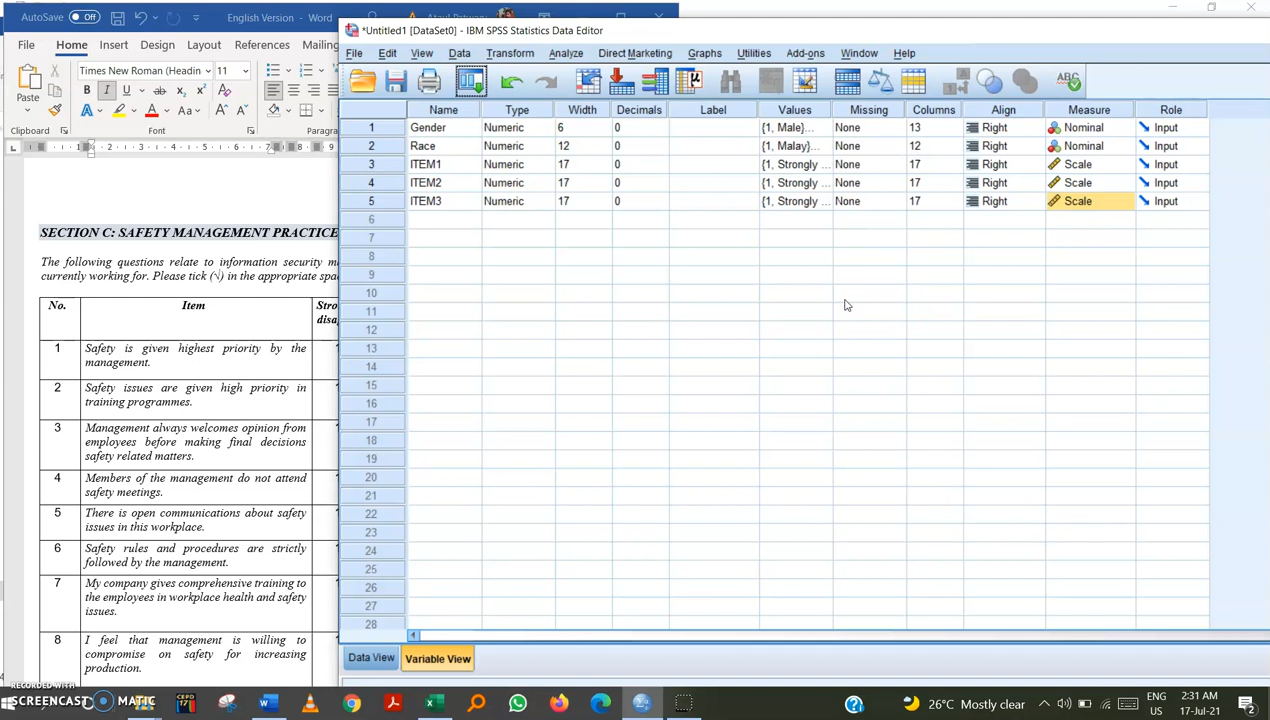 AutoSave Off English Version - Word
File Home Insert Design Layout References Mailing
Times New Roman (Headin 11
Paste
Clipboard Font
SECTION C: SAFETY MANAGEMENT PRACTICE
The following questions relate to information security m
currently working for. Please tick (√) in the appropriate spa
No. Item Stro
disag
1 Safety is given highest priority by the
management.
2 Safety issues are given high priority in
training programmes.
3 Management always welcomes opinion from
employees before making final decisions
safety related matters.
4 Members of the management do not attend
safety meetings.
5 There is open communications about safety
issues in this workplace.
6 Safety rules and procedures are strictly
followed by the management.
7 My company gives comprehensive training to
the employees in workplace health and safety
issues.
8 I feel that management is willing to
compromise on safety for increasing
production.
*Untitled1 [DataSet0] - IBM SPSS Statistics Data Editor
File Edit View Data Transform Analyze Direct Marketing Graphs Utilities Add-ons Window Help
Name Type Width Decimals Label Values Missing Columns Align Measure Role
1 Gender Numeric 6 0 {1, Male}... None 13 Right Nominal Input
2 Race Numeric 12 0 {1, Malay}... None 12 Right Nominal Input
3 ITEM1 Numeric 17 0 {1, Strongly ... None 17 Right Scale Input
4 ITEM2 Numeric 17 0 {1, Strongly ... None 17 Right Scale Input
5 ITEM3 Numeric 17 0 {1, Strongly ... None 17 Right Scale Input
6
7
8
9
10
11
12
13
14
15
16
17
18
19
20
21
22
23
24
25
26
27
28
Data View Variable View
RECORDED WITH
SCREENCAST MATIC
26°C Mostly clear ENG US 2:31 AM 17-Jul-21